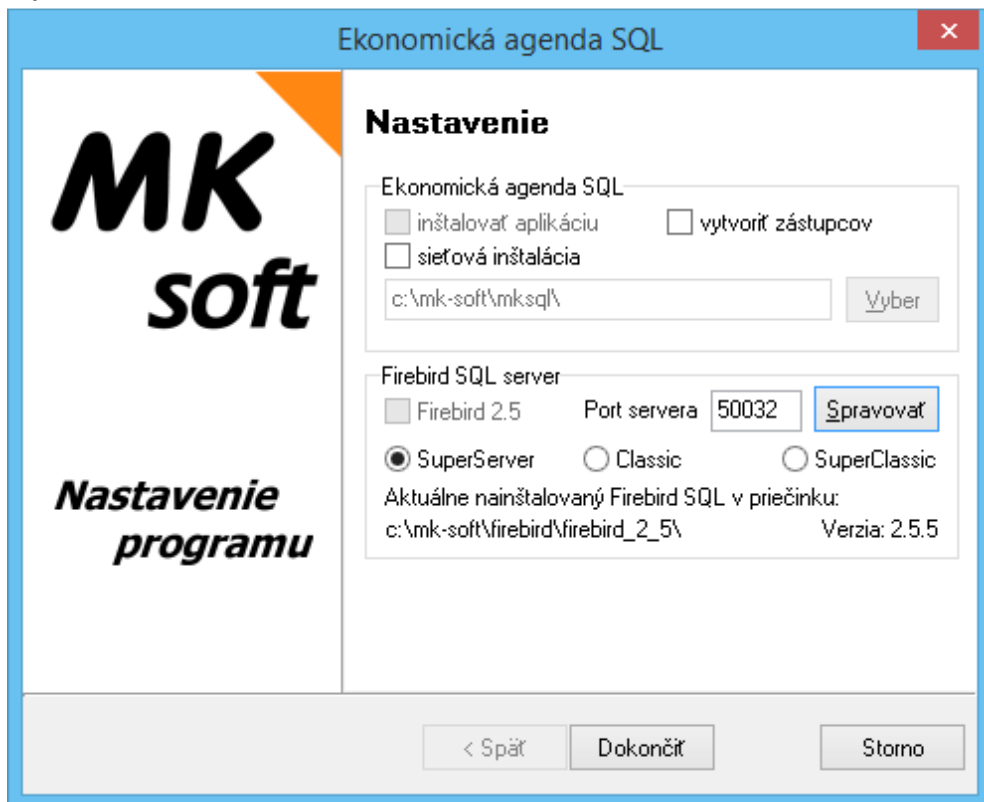 Ekonomická agenda SQL
MK
soft
Nastavenie
programu
Nastavenie
Ekonomická agenda SQL
inštalovať aplikáciu vytvoriť zástupcov
sieťová inštalácia
c:\mk-soft\mksql\ Vyber
Firebird SQL server
Firebird 2.5 Port servera 50032 Spravovať
SuperServer Classic SuperClassic
Aktuálne nainštalovaný Firebird SQL v priečinku:
c:\mk-soft\firebird\firebird_2_5\ Verzia: 2.5.5
< Späť Dokončiť Storno